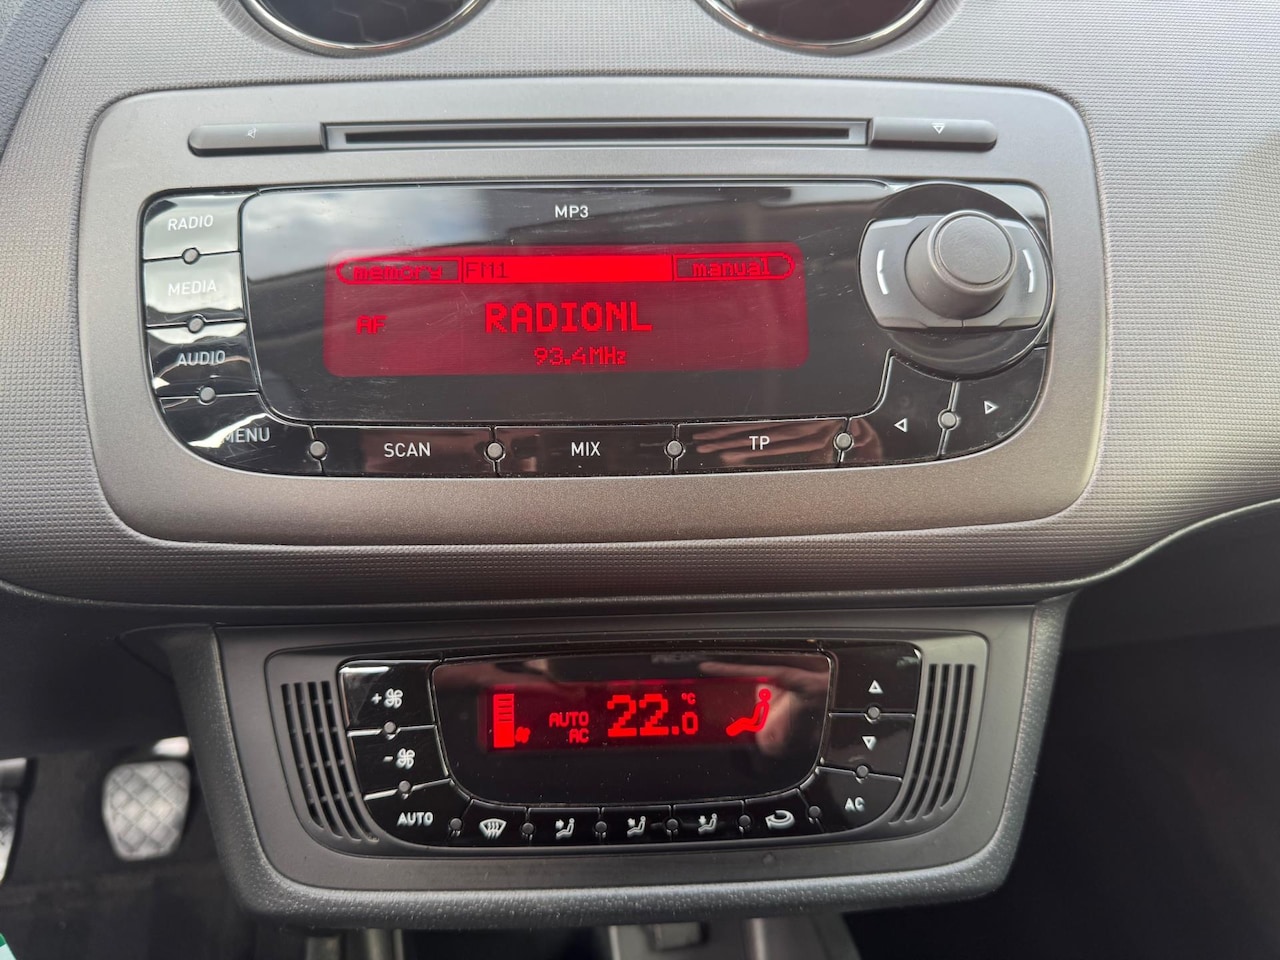 MP3
RADIO
MEDIA
AUDIO
MENU
memory FM1 manual
AF RADIONL
93.4MHz
SCAN MIX TP
+
-
AUTO
AUTO
AC
22.0 °C
AC